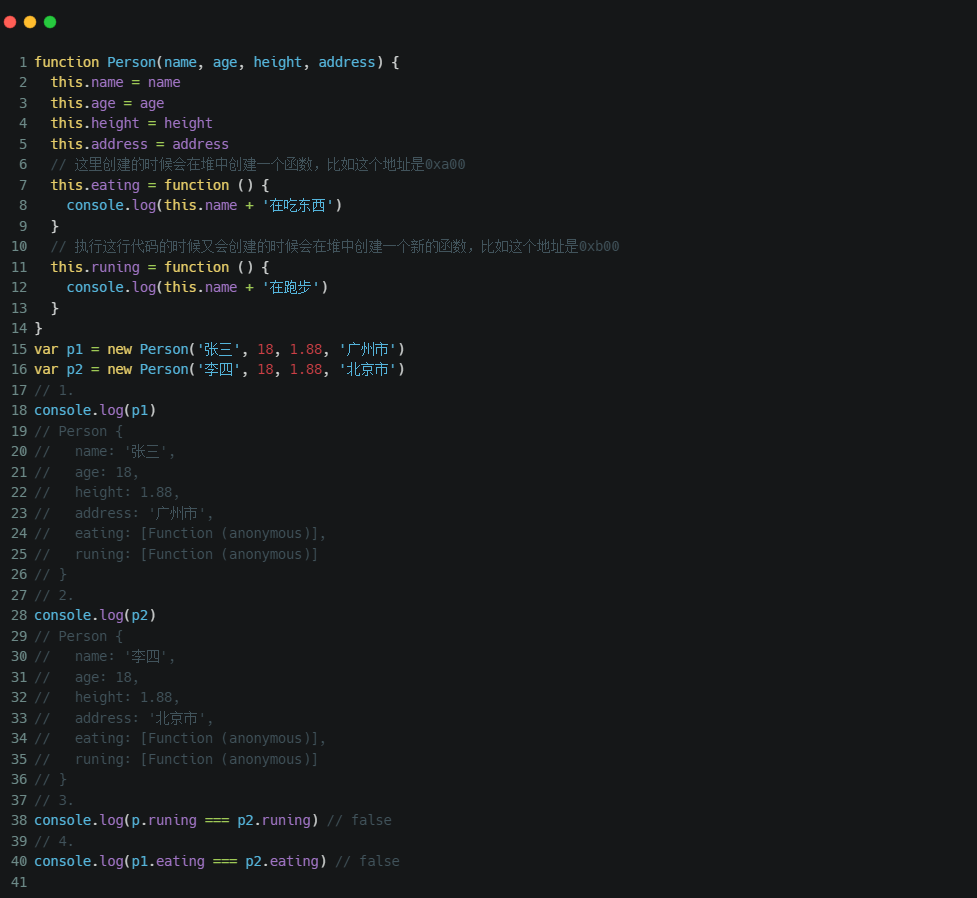 1 function Person(name, age, height, address) {
2   this.name = name
3   this.age = age
4   this.height = height
5   this.address = address
6   // 这里创建的时候会在堆中创建一个函数，比如这个地址是0xa00
7   this.eating = function () {
8     console.log(this.name + '在吃东西')
9   }
10   // 执行这行代码的时候又会创建的时候会在堆中创建一个新的函数，比如这个地址是0xb00
11   this.runing = function () {
12     console.log(this.name + '在跑步')
13   }
14 }
15 var p1 = new Person('张三', 18, 1.88, '广州市')
16 var p2 = new Person('李四', 18, 1.88, '北京市')
17 // 1.
18 console.log(p1)
19 // Person {
20 //   name: '张三',
21 //   age: 18,
22 //   height: 1.88,
23 //   address: '广州市',
24 //   eating: [Function (anonymous)],
25 //   runing: [Function (anonymous)]
26 // }
27 // 2.
28 console.log(p2)
29 // Person {
30 //   name: '李四',
31 //   age: 18,
32 //   height: 1.88,
33 //   address: '北京市',
34 //   eating: [Function (anonymous)],
35 //   runing: [Function (anonymous)]
36 // }
37 // 3.
38 console.log(p.runing === p2.runing) // false
39 // 4.
40 console.log(p1.eating === p2.eating) // false
41